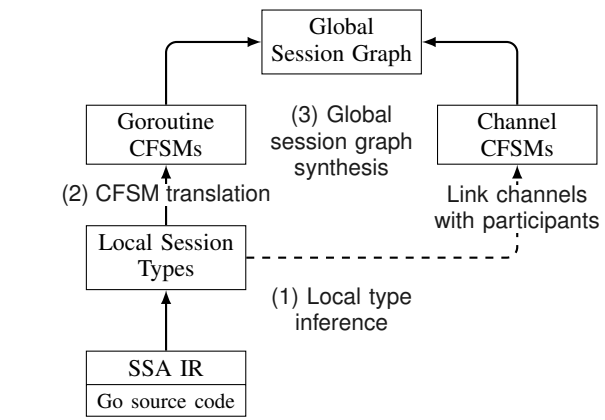 Global
Session Graph
Goroutine
CFSMs
(3) Global
session graph
synthesis
Channel
CFSMs
(2) CFSM translation
Link channels
with participants
Local Session
Types
(1) Local type
inference
SSA IR
Go source code